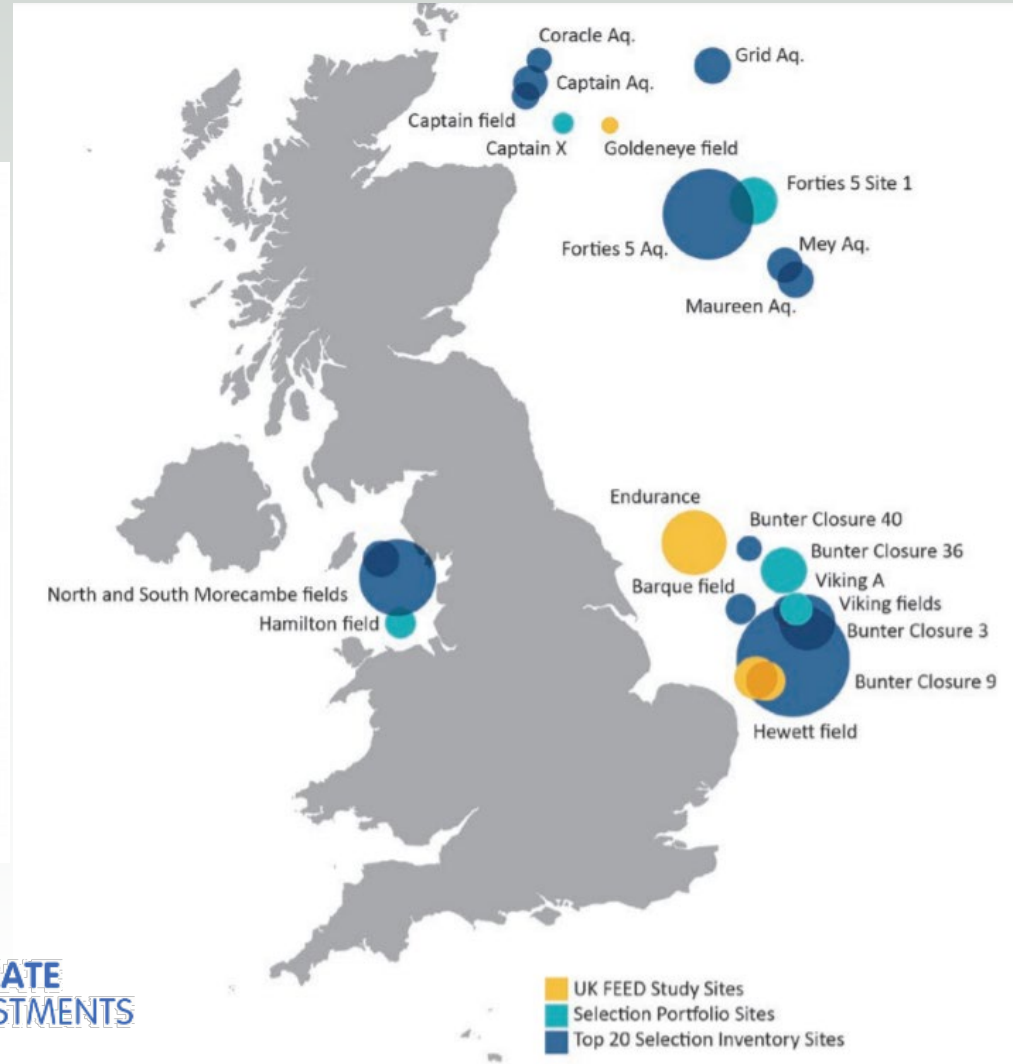 Coracle Aq.
Grid Aq.
Captain Aq.
Captain field
Captain X
Goldeneye field
Forties 5 Site 1
Forties 5 Aq.
Mey Aq.
Maureen Aq.
Endurance
Bunter Closure 40
Bunter Closure 36
Barque field
Viking A
Viking fields
North and South Morecambe fields
Hamilton field
Bunter Closure 3
Bunter Closure 9
Hewett field
UK FEED Study Sites
Selection Portfolio Sites
Top 20 Selection Inventory Sites
ATE
STMENTS